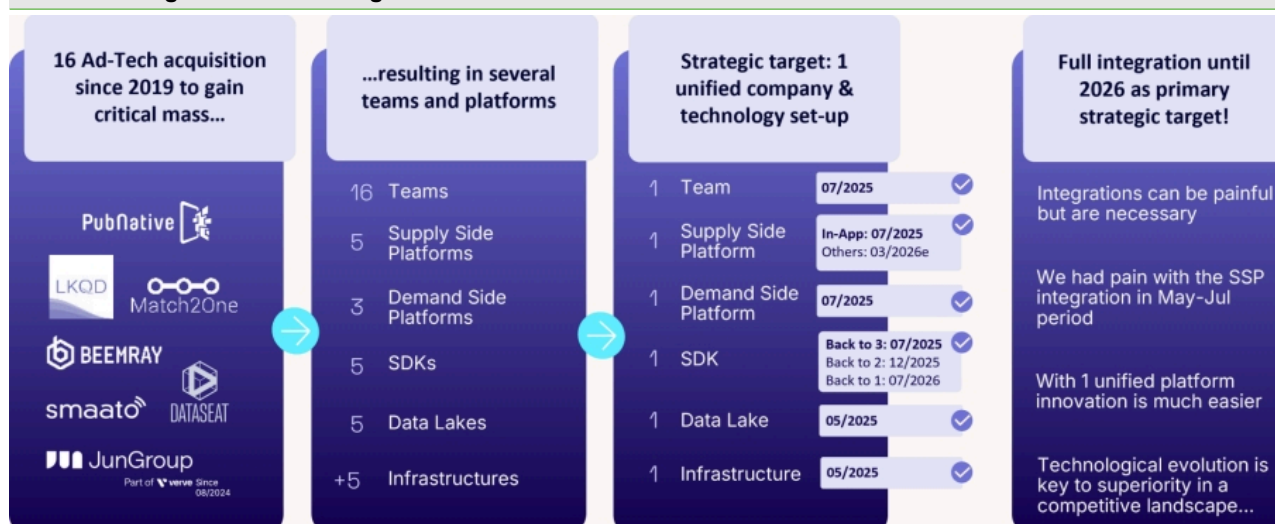 16 Ad-Tech acquisition
since 2019 to gain
critical mass...
PubNative
LKQD
Match2One
BEEMRAY
smaato
DATASEAT
JunGroup
Part of verve Since
08/2024
...resulting in several
teams and platforms
16 Teams
5 Supply Side
Platforms
3 Demand Side
Platforms
5 SDKs
5 Data Lakes
+5 Infrastructures
Strategic target: 1
unified company &
technology set-up
1 Team 07/2025
1 Supply Side
Platform
In-App: 07/2025
Others: 03/2026e
1 Demand Side
Platform
07/2025
1 SDK
Back to 3: 07/2025
Back to 2: 12/2025
Back to 1: 07/2026
1 Data Lake 05/2025
1 Infrastructure 05/2025
Full integration until
2026 as primary
strategic target!
Integrations can be painful
but are necessary
We had pain with the SSP
integration in May-Jul
period
With 1 unified platform
innovation is much easier
Technological evolution is
key to superiority in a
competitive landscape...